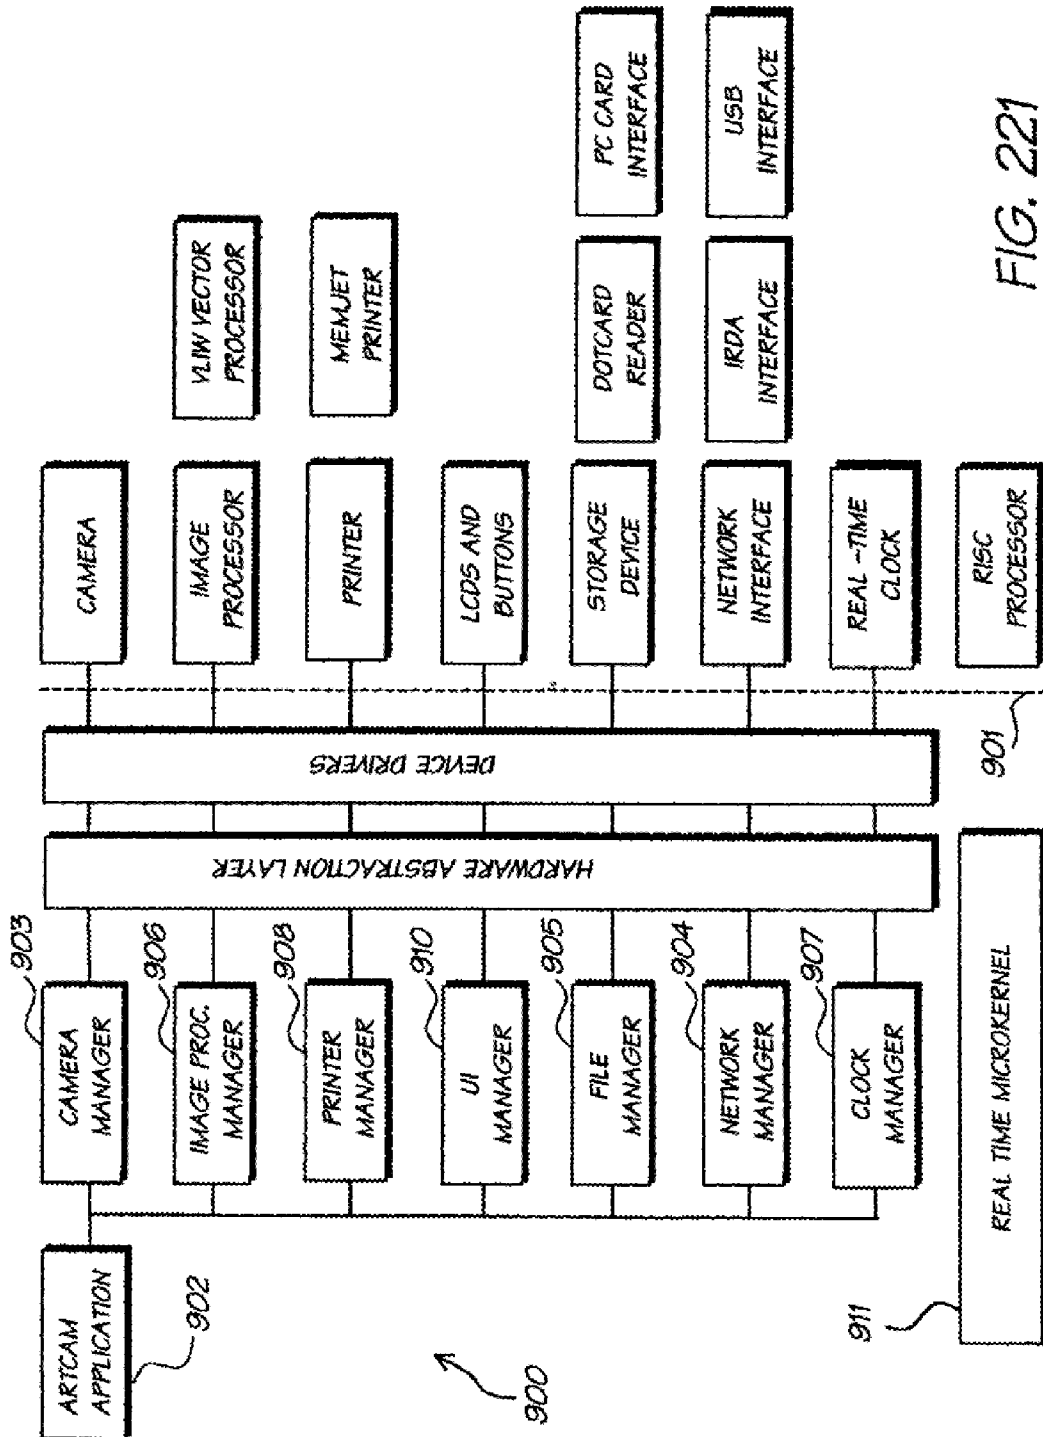 ARTCAM
APPLICATION
902
900
CAMERA
MANAGER
903
IMAGE PROC.
MANAGER
906
PRINTER
MANAGER
908
UI
MANAGER
910
FILE
MANAGER
905
NETWORK
MANAGER
904
CLOCK
MANAGER
907
REAL TIME MICROKERNEL
911
HARDWARE ABSTRACTION LAYER
DEVICE DRIVERS
901
CAMERA
IMAGE
PROCESSOR
PRINTER
LCDS AND
BUTTONS
STORAGE
DEVICE
NETWORK
INTERFACE
REAL -TIME
CLOCK
RISC
PROCESSOR
VLIW VECTOR
PROCESSOR
MEMJET
PRINTER
DOTCARD
READER
IRDA
INTERFACE
PC CARD
INTERFACE
USB
INTERFACE
FIG. 221